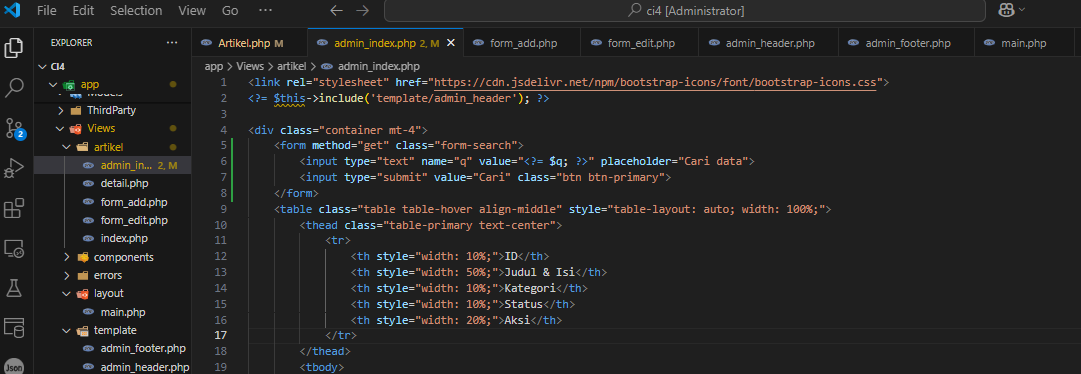 File Edit Selection View Go ··· ← → ci4 [Administrator]
EXPLORER ···
Artikel.php M admin_index.php 2, M × form_add.php form_edit.php admin_header.php admin_footer.php main.php
app > Views > artikel > admin_index.php
CI4
app
Models
ThirdParty
Views
artikel
admin_in... 2, M
detail.php
form_add.php
form_edit.php
index.php
components
errors
layout
main.php
template
admin_footer.php
admin_header.php
2
Json
1 <link rel="stylesheet" href="https://cdn.jsdelivr.net/npm/bootstrap-icons/font/bootstrap-icons.css">
2 <?= $this->include('template/admin_header'); ?>
3
4 <div class="container mt-4">
5 <form method="get" class="form-search">
6 <input type="text" name="q" value="<?= $q; ?>" placeholder="Cari data">
7 <input type="submit" value="Cari" class="btn btn-primary">
8 </form>
9 <table class="table table-hover align-middle" style="table-layout: auto; width: 100%;">
10 <thead class="table-primary text-center">
11 <tr>
12 <th style="width: 10%;">ID</th>
13 <th style="width: 50%;">Judul & Isi</th>
14 <th style="width: 10%;">Kategori</th>
15 <th style="width: 10%;">Status</th>
16 <th style="width: 20%;">Aksi</th>
17 </tr>
18 </thead>
19 <tbody>